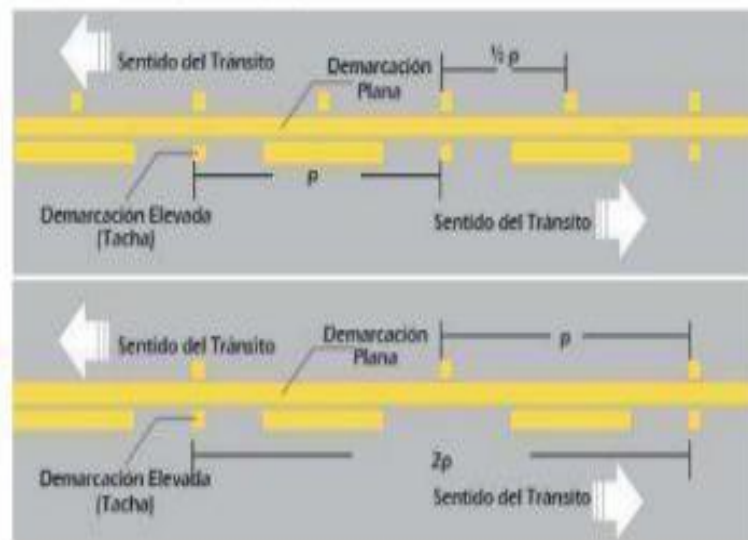 Sentido del Tránsito
Demarcación
Plana
½ p
p
Demarcación Elevada
(Tacha)
Sentido del Tránsito
Sentido del Tránsito
Demarcación
Plana
p
2p
Demarcación Elevada
(Tacha)
Sentido del Tránsito